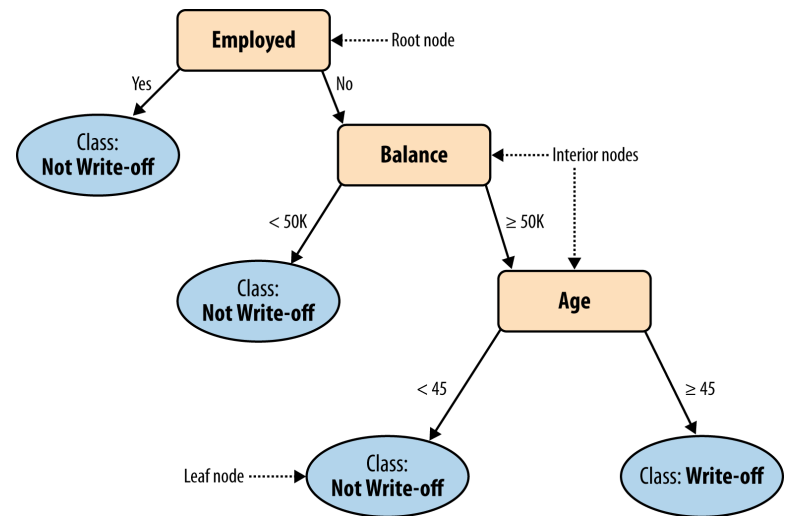 Employed
Root node
Yes
No
Class:
Not Write-off
Balance
Interior nodes
< 50K
≥ 50K
Class:
Not Write-off
Age
< 45
≥ 45
Leaf node
Class:
Not Write-off
Class: Write-off